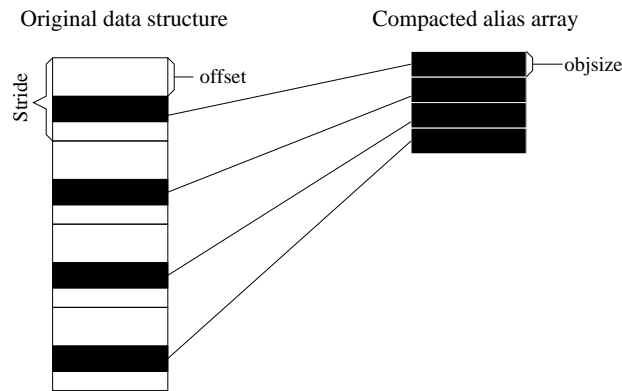 Original data structure
Compacted alias array
offset
objsize
Stride